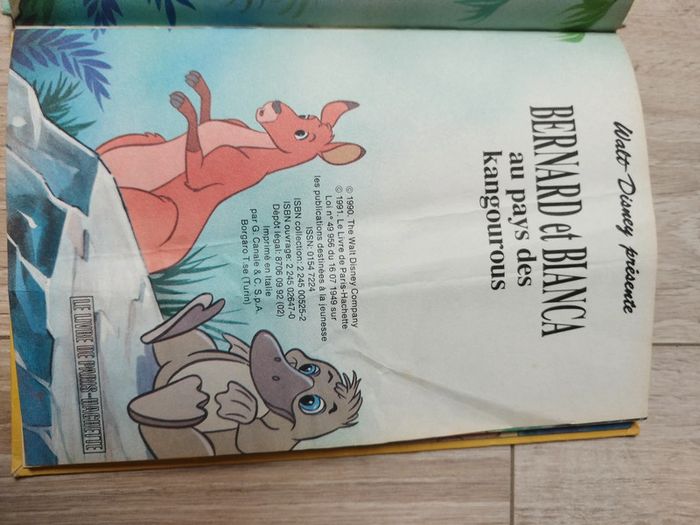 Walt Disney présente
BERNARD et BIANCA
au pays des
kangourous
© 1990, The Walt Disney Company
© 1991, Le Livre de Paris-Hachette
Loi n° 49 956 du 16 07 1949 sur
les publications destinées à la jeunesse
ISSN: 0154 7224
ISBN collection: 2 245 00525-2
ISBN ouvrage: 2 245 02647-0
Dépôt légal: 8706 09 92 (02)
Imprimé en Italie
par G. Canale & C. S.p.A.
Borgaro T.se (Turin)
LE LIVRE DE PARIS-HACHETTE